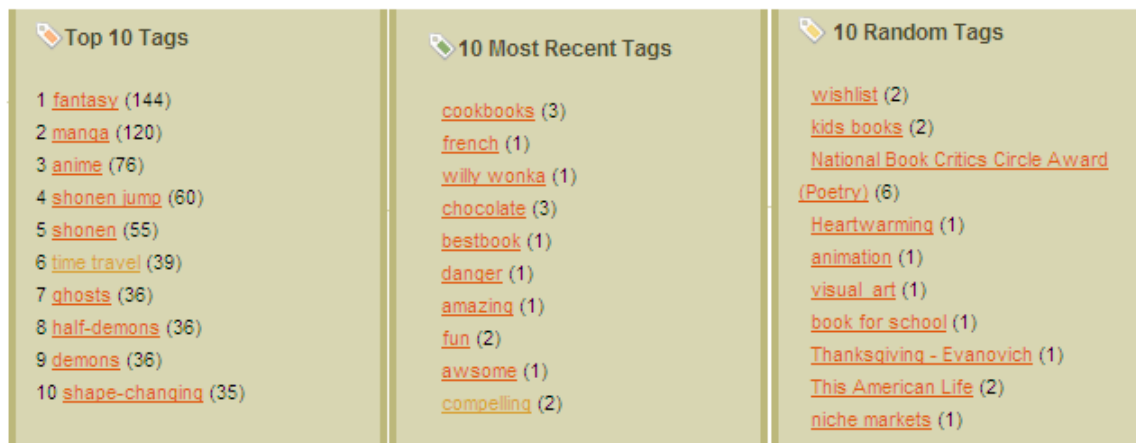 Top 10 Tags
1 fantasy (144)
2 manga (120)
3 anime (76)
4 shonen jump (60)
5 shonen (55)
6 time travel (39)
7 ghosts (36)
8 half-demons (36)
9 demons (36)
10 shape-changing (35)
10 Most Recent Tags
cookbooks (3)
french (1)
willy wonka (1)
chocolate (3)
bestbook (1)
danger (1)
amazing (1)
fun (2)
awsome (1)
compelling (2)
10 Random Tags
wishlist (2)
kids books (2)
National Book Critics Circle Award
(Poetry) (6)
Heartwarming (1)
animation (1)
visual art (1)
book for school (1)
Thanksgiving - Evanovich (1)
This American Life (2)
niche markets (1)